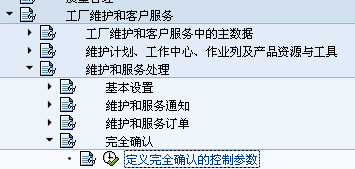 工厂维护和客户服务
工厂维护和客户服务中的主数据
维护计划、工作中心、作业列及产品资源与工具
维护和服务处理
基本设置
维护和服务通知
维护和服务订单
完全确认
定义完全确认的控制参数